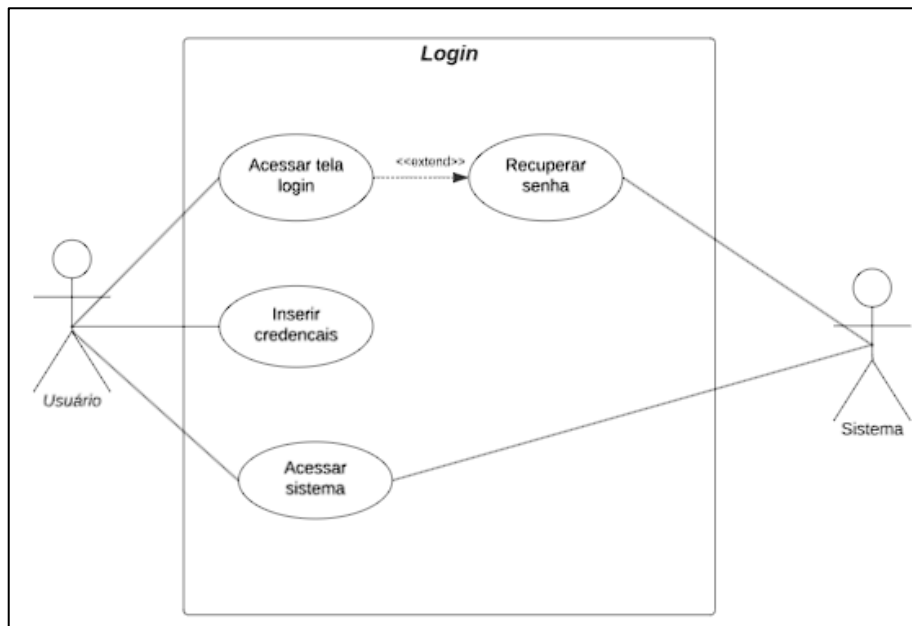 Login
Acessar tela
login
<<extend>>
Recuperar
senha
Inserir
credencais
Usuário
Sistema
Acessar
sistema